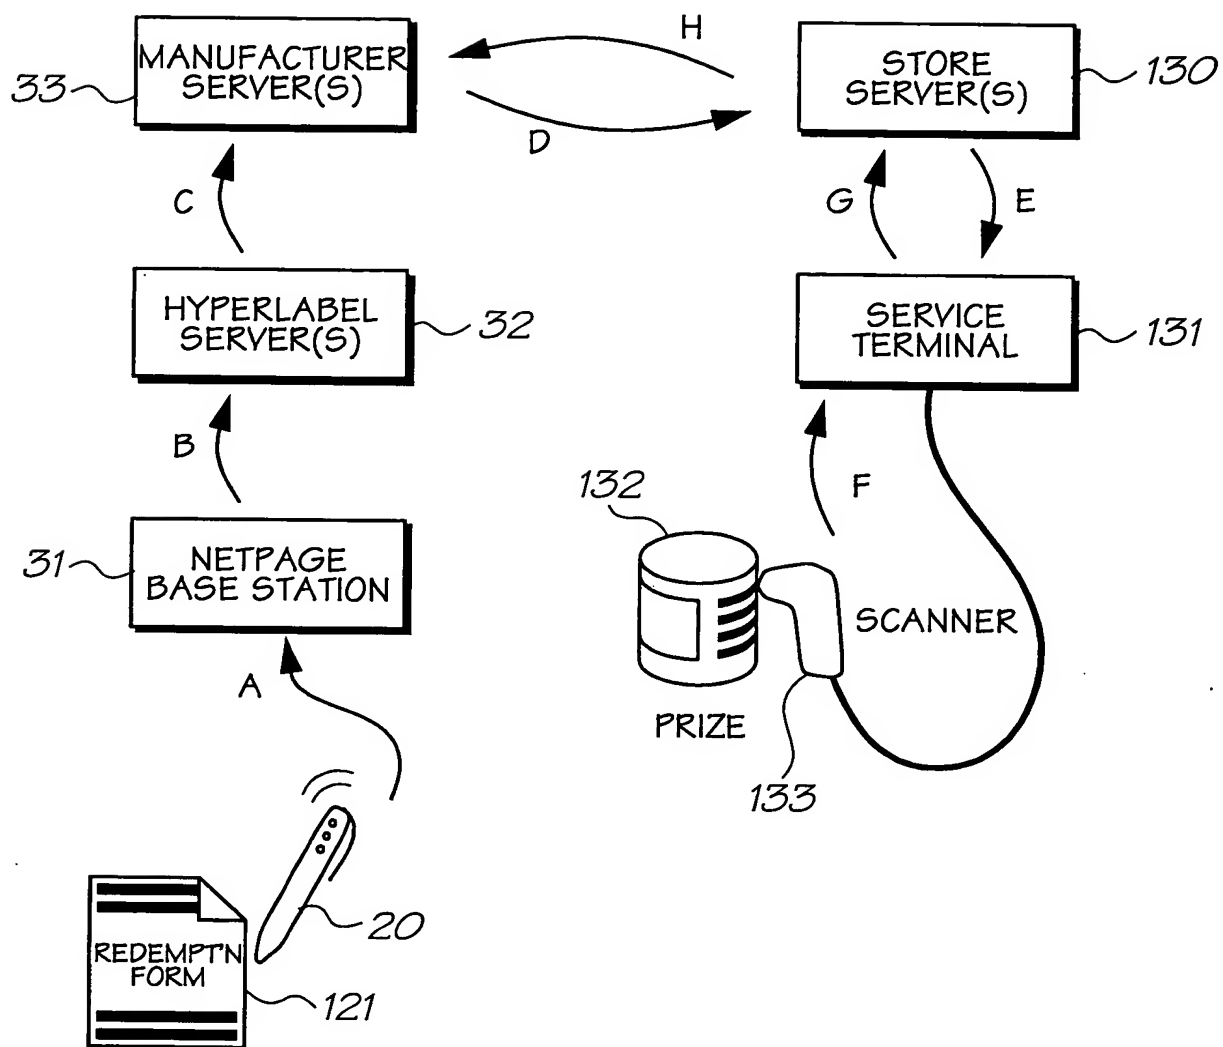 H
MANUFACTURER
SERVER(S)
33
STORE
SERVER(S)
130
D
C
G
E
HYPERLABEL
SERVER(S)
32
SERVICE
TERMINAL
131
B
F
132
31
NETPAGE
BASE STATION
SCANNER
A
PRIZE
133
20
REDEMPT'N
FORM
121